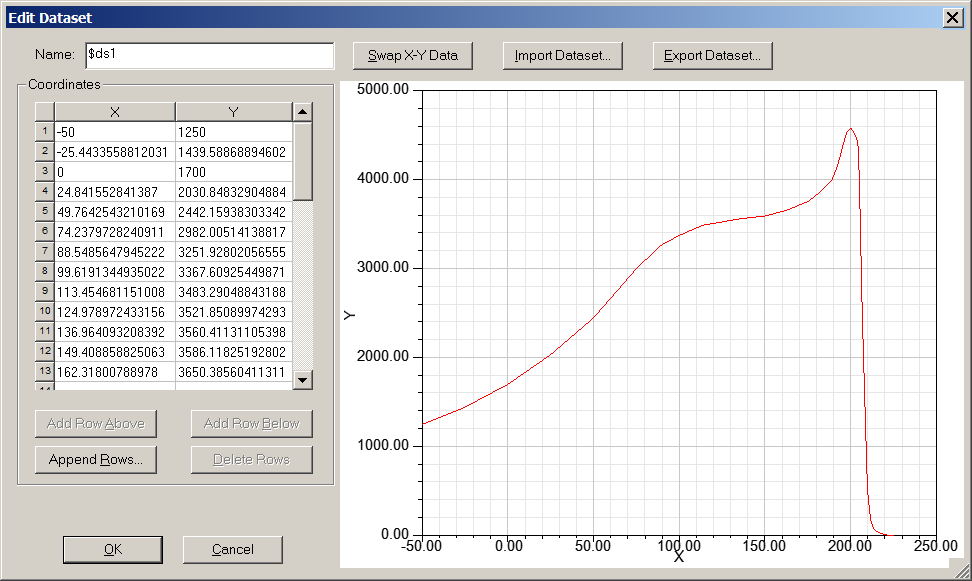 Edit Dataset
Name: $ds1
Swap X-Y Data Import Dataset... Export Dataset...
Coordinates
X Y
1 -50 1250
2 -25.4433558812031 1439.58868894602
3 0 1700
4 24.841552841387 2030.84832904884
5 49.7642543210169 2442.15938303342
6 74.2379728240911 2982.00514138817
7 88.5485647945222 3251.92802056555
8 99.6191344935022 3367.60925449871
9 113.454681151008 3483.29048843188
10 124.978972433156 3521.85089974293
11 136.964093208392 3560.41131105398
12 149.408858825063 3586.11825192802
13 162.31800788978 3650.38560411311
Add Row Above Add Row Below
Append Rows... Delete Rows
OK Cancel
5000.00
4000.00
3000.00
Y
2000.00
1000.00
0.00
-50.00 0.00 50.00 100.00 150.00 200.00 250.00
X